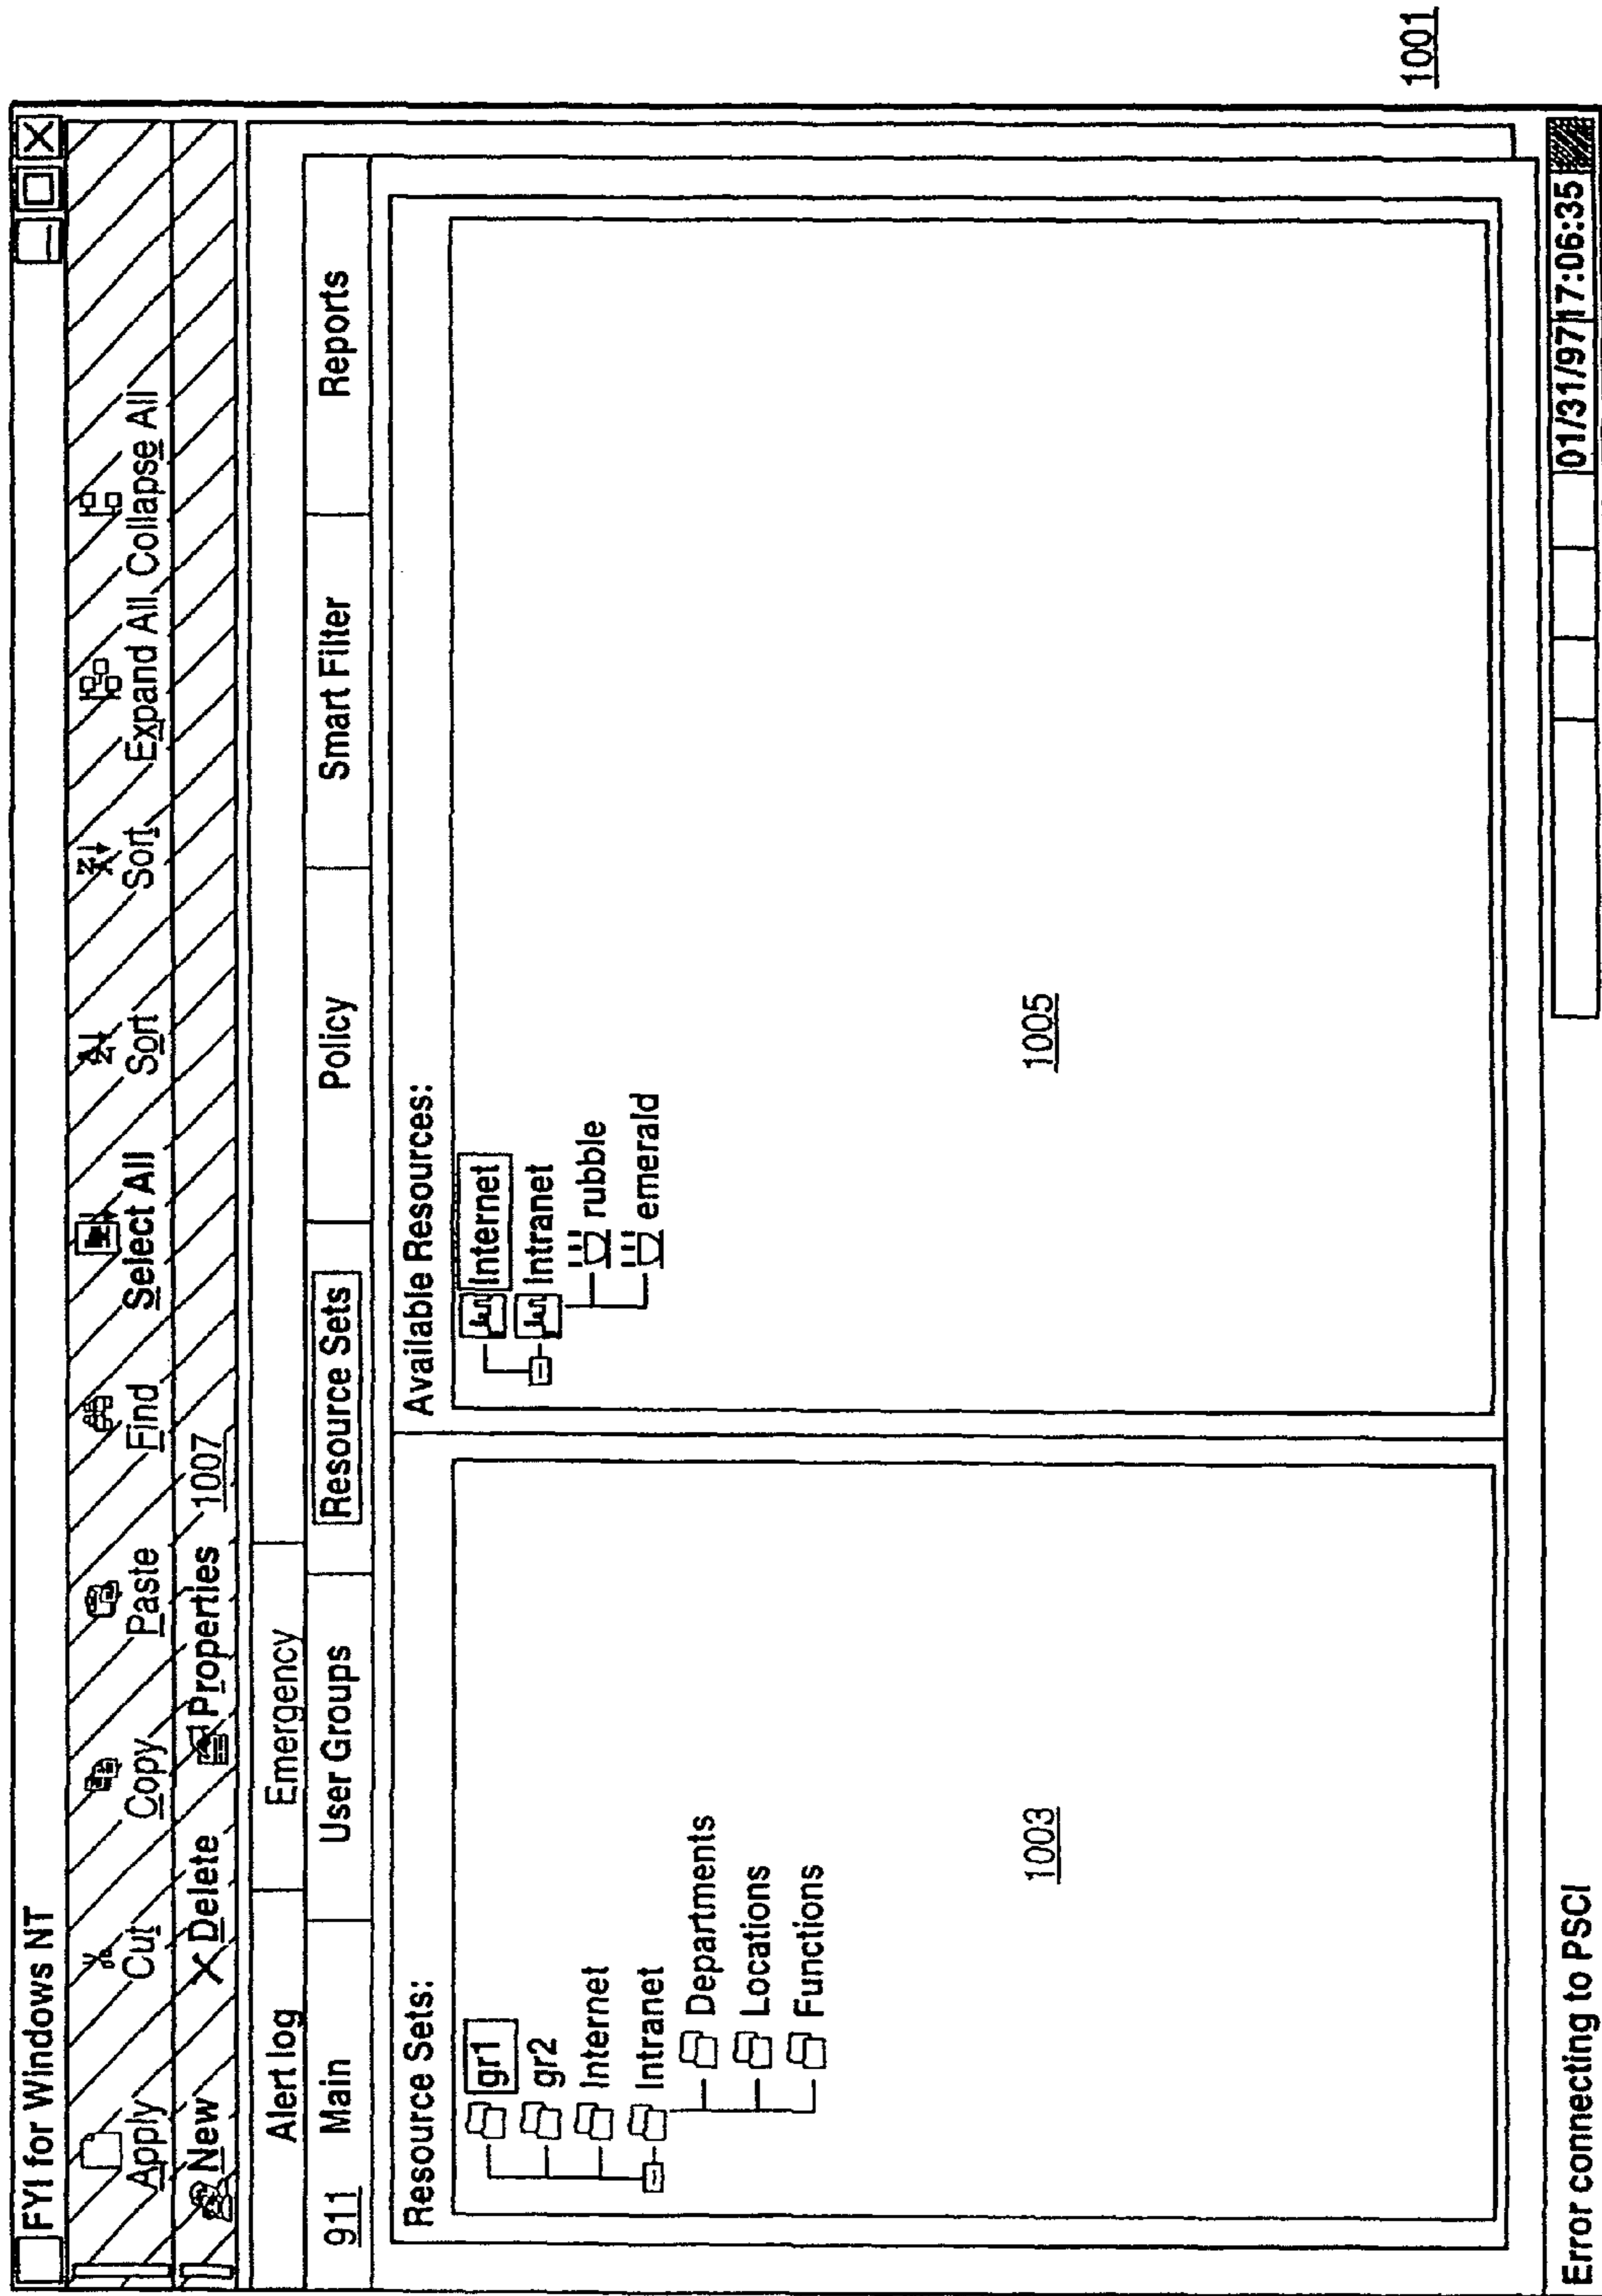 FYI for Windows NT
Apply Cut Copy Paste Find Select All Sort Sort Expand All Collapse All
New Delete Properties 1007
Alert log Emergency
911 Main User Groups Resource Sets Policy Smart Filter Reports
Resource Sets:
gr1
gr2
Internet
Intranet
Departments
Locations
Functions
1003
Available Resources:
Internet
Intranet
rubble
emerald
1005
Error connecting to PSCI 01/31/97 17:06:35
1001